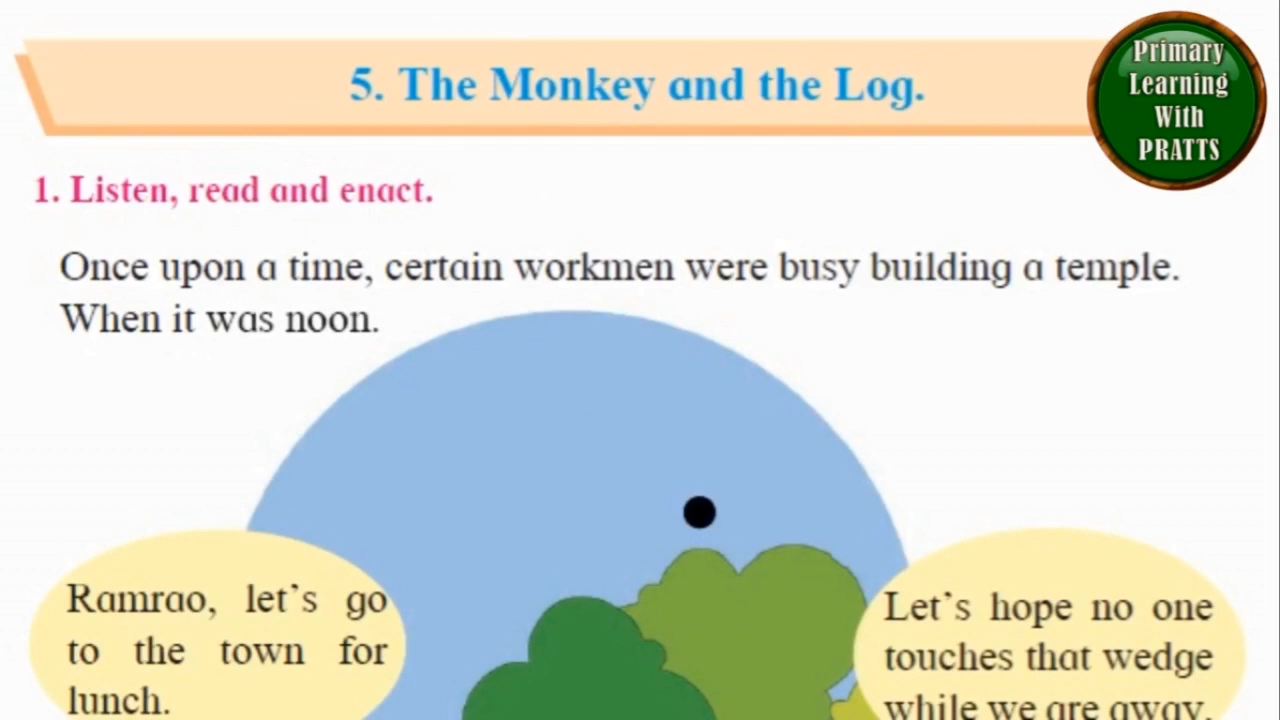 5. The Monkey and the Log.
Primary
Learning
With
PRATTS
1. Listen, read and enact.
Once upon a time, certain workmen were busy building a temple.
When it was noon.
Ramrao, let's go
to the town for
lunch.
Let's hope no one
touches that wedge
while we are away.